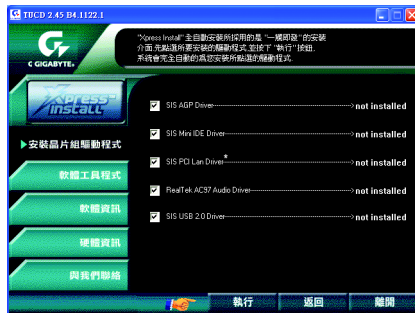 TUCD 2.45 B4.1122.1
G
GIGABYTE™
"Xpress Install" 全自動安裝所採用的是 "一觸即發"的安裝
介面,先點選所要安裝的驅動程式,並按下 "執行" 按鈕,
系統會完全自動的為您安裝所點選的驅動程式.
Xpress™
INSTALL
安裝晶片組驅動程式
軟體工具程式
軟體資訊
硬體資訊
與我們聯絡
SIS AGP Driver not installed
SIS Mini IDE Driver not installed
SIS PCI Lan Driver* not installed
RealTek AC97 Audio Driver not installed
SIS USB 2.0 Driver not installed
執行 返回 離開